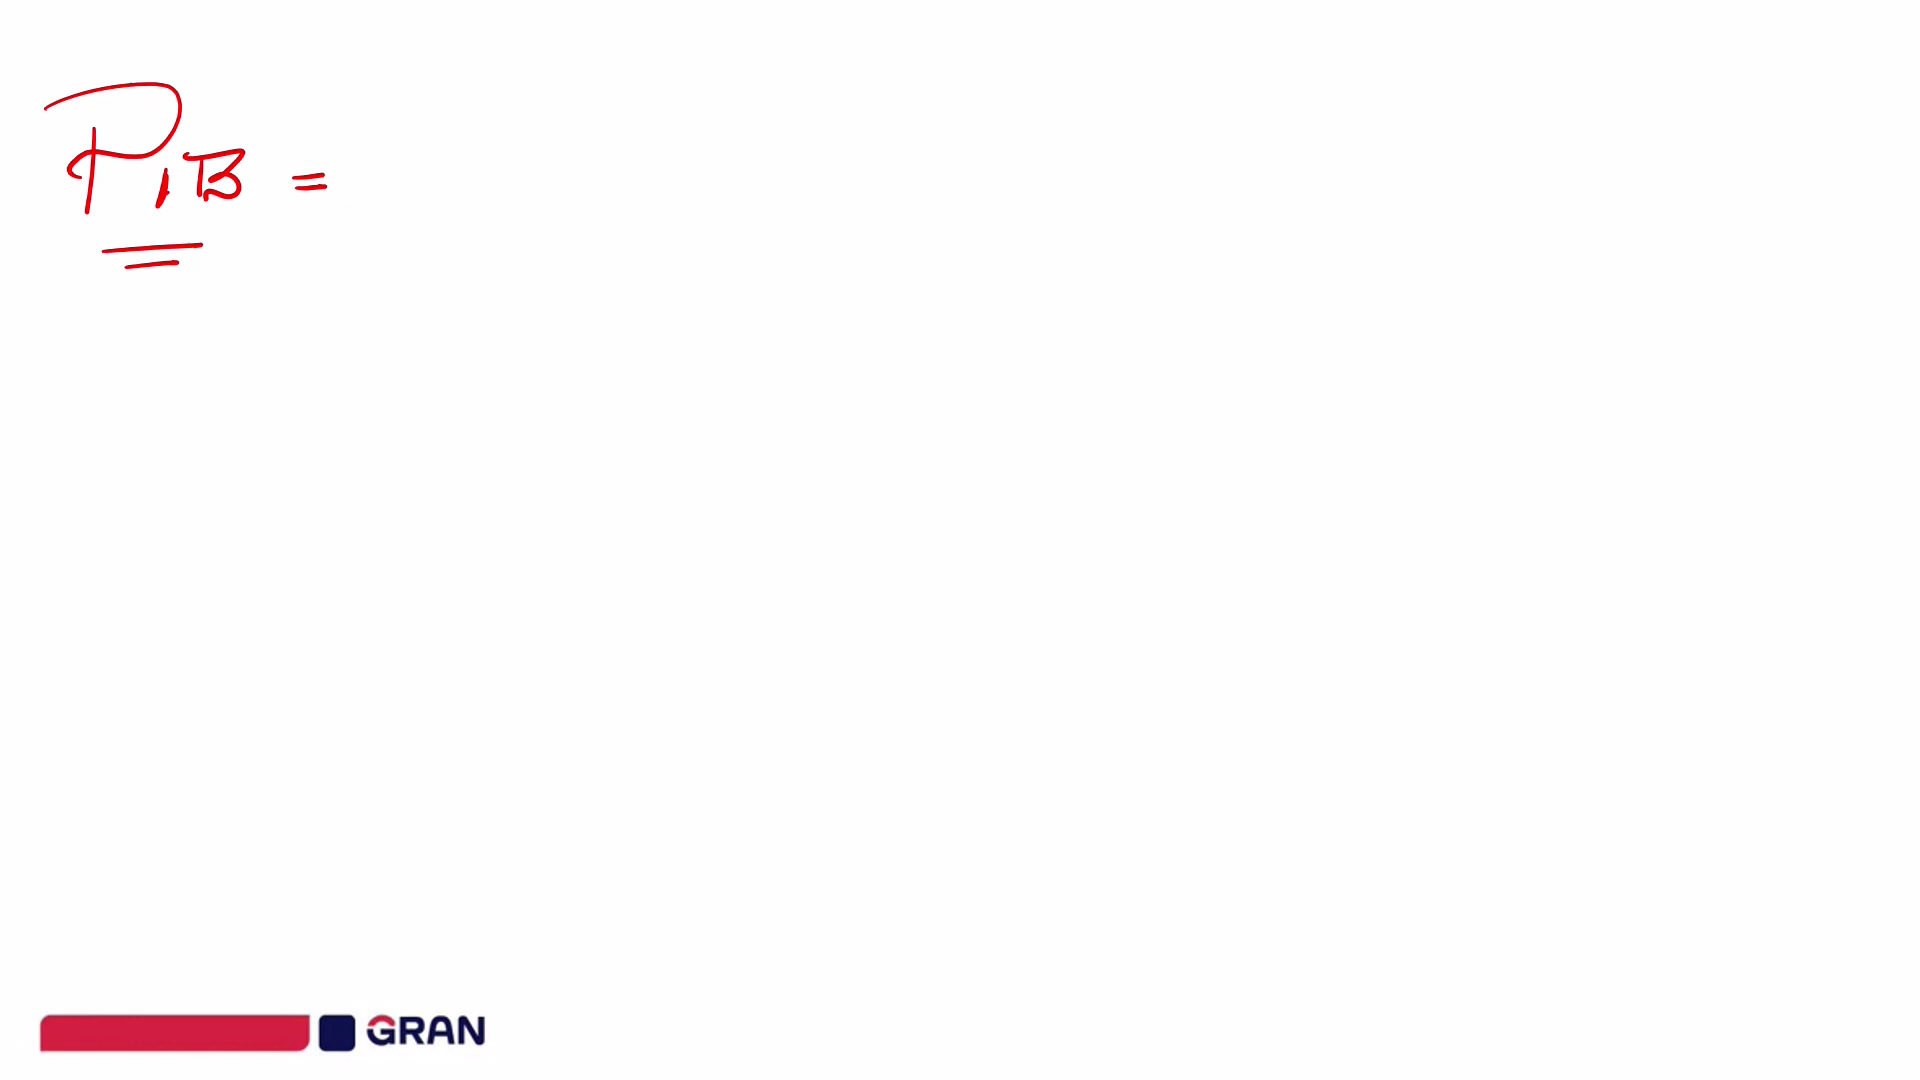 PIB =
GRAN